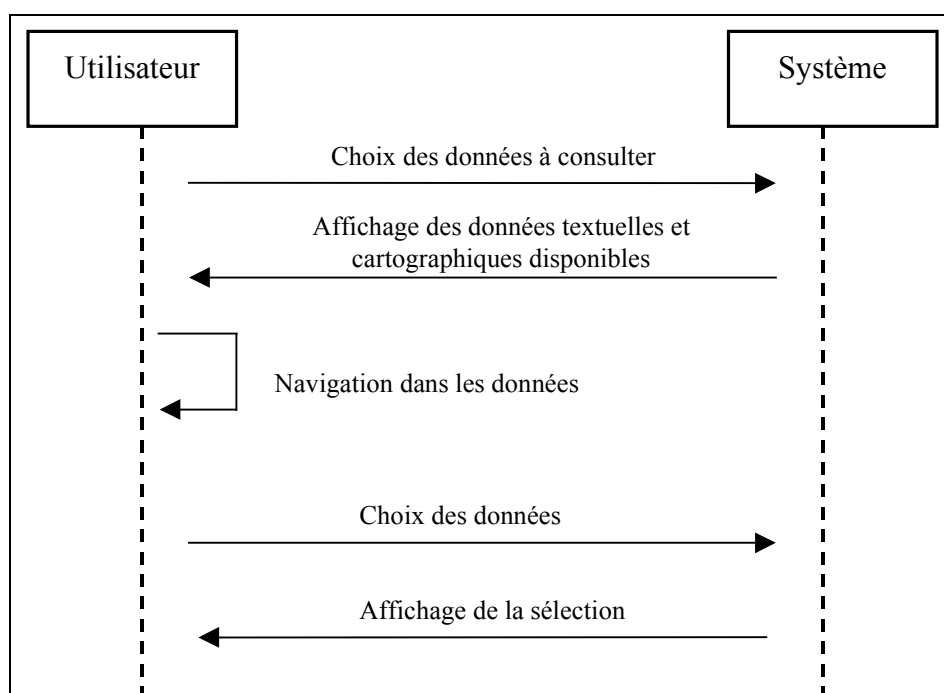 Utilisateur
Système
Choix des données à consulter
Affichage des données textuelles et
cartographiques disponibles
Navigation dans les données
Choix des données
Affichage de la sélection